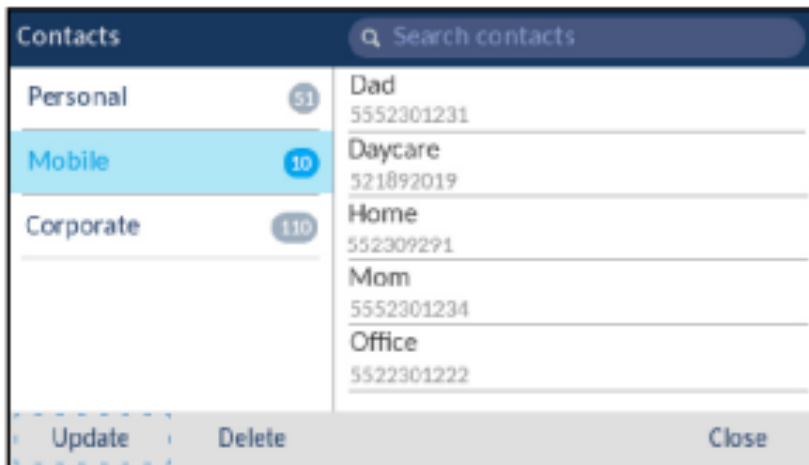 Contacts
Search contacts
Personal 51
Mobile 10
Corporate 110
Dad
5552301231
Daycare
521892019
Home
552309291
Mom
5552301234
Office
5522301222
Update Delete Close